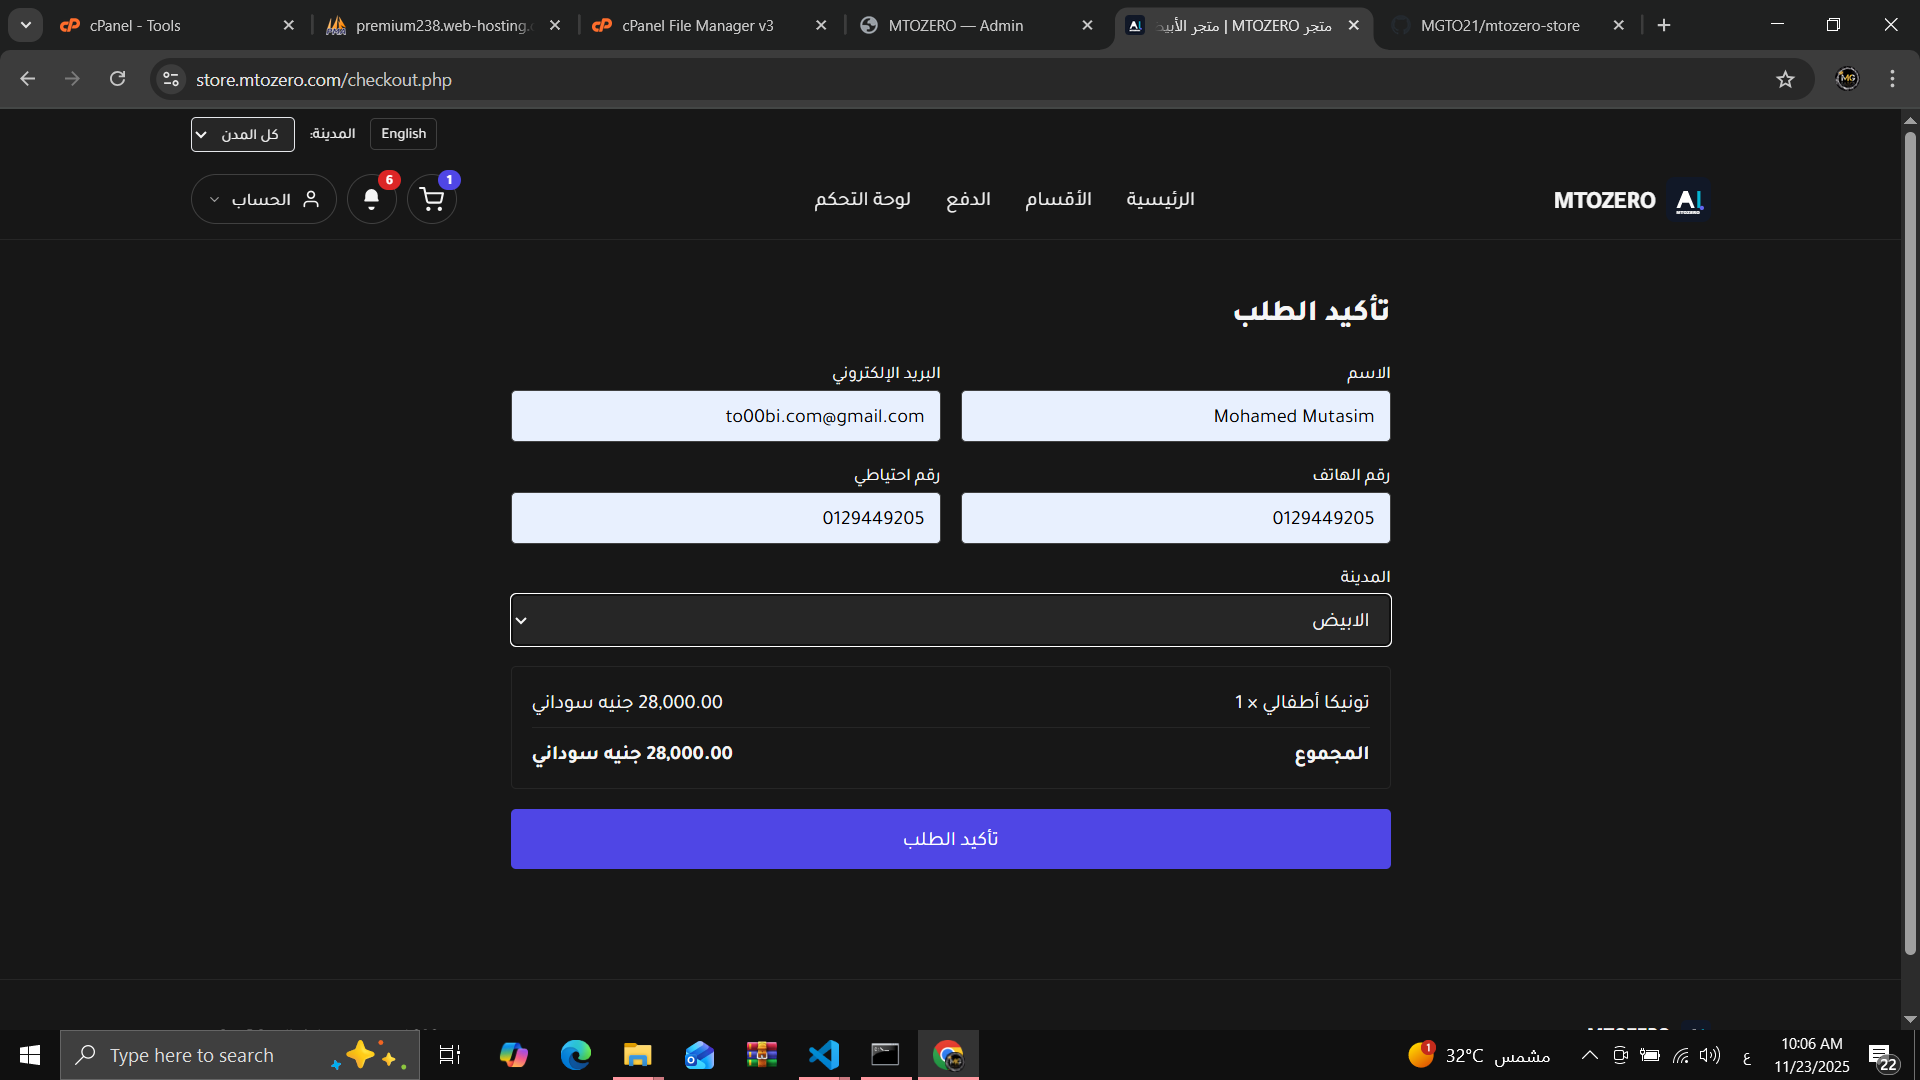 cPanel - Tools
premium238.web-hosting.
cPanel File Manager v3
MTOZERO — Admin
متجر MTOZERO | متجر الأبيض
MGTO21/mtozero-store
store.mtozero.com/checkout.php
English
المدينة:
كل المدن
MTOZERO
الرئيسية
الأقسام
الدفع
لوحة التحكم
1
6
الحساب
تأكيد الطلب
الاسم
البريد الإلكتروني
Mohamed Mutasim
to00bi.com@gmail.com
رقم الهاتف
رقم احتياطي
0129449205
0129449205
المدينة
الابيض
تونيكا أطفالي × 1
28,000.00 جنيه سوداني
المجموع
28,000.00 جنيه سوداني
تأكيد الطلب
Type here to search
1
32°C مشمس
ع
10:06 AM
11/23/2025
22